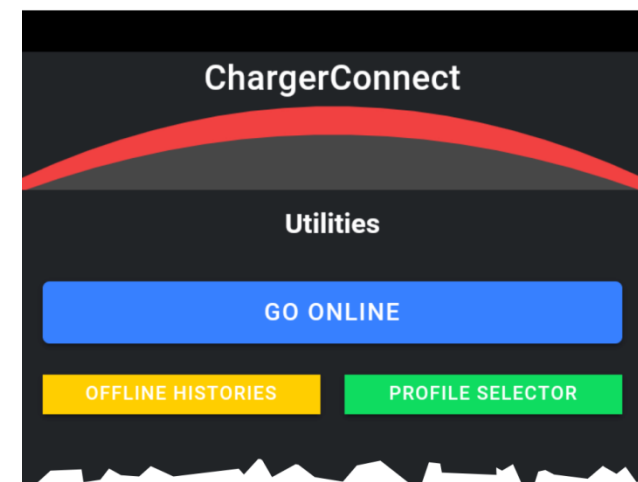 ChargerConnect
Utilities
GO ONLINE
OFFLINE HISTORIES
PROFILE SELECTOR